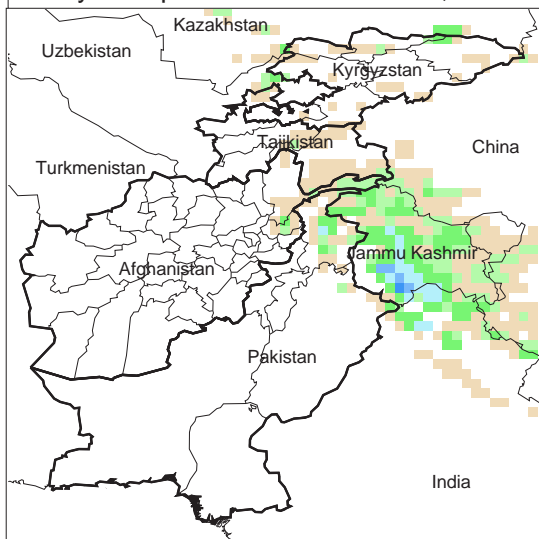 Kazakhstan
Uzbekistan
Kyrgyzstan
Tajikistan
China
Turkmenistan
Jammu Kashmir
Afghanistan
Pakistan
India